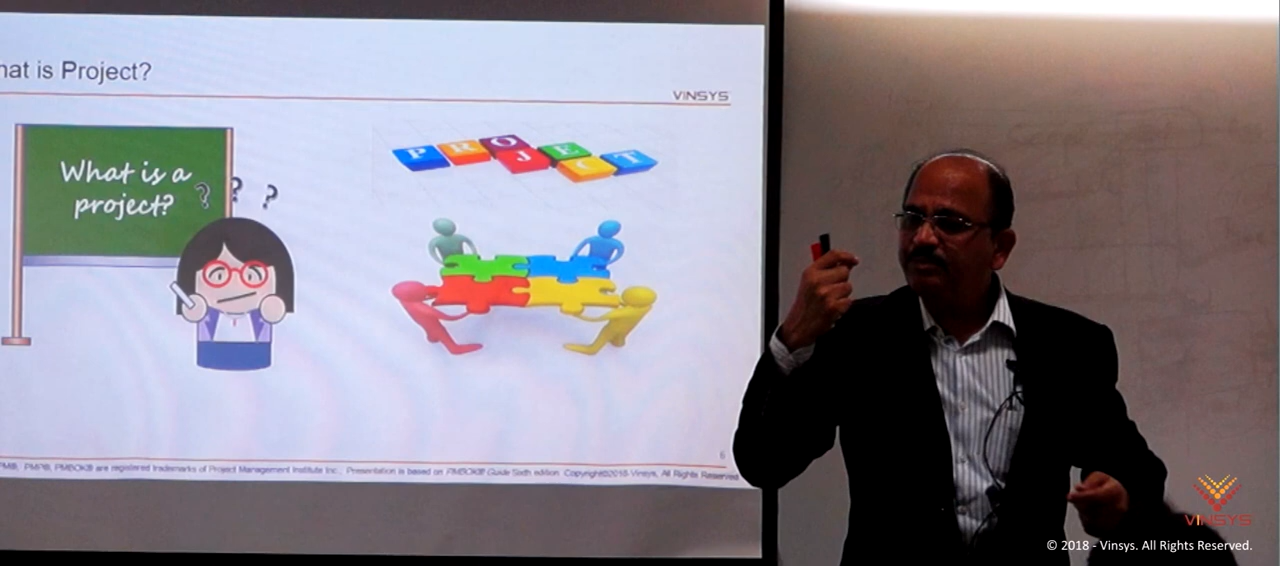 hat is Project?
VINSYS
What is a
project?
? ? ?
PROJECT
6
PMB®, PMP®, PMBOK® are registered trademarks of Project Management Institute Inc.; Presentation is based on PMBOK® Guide Sixth edition. Copyright©2018 Vinsys, All Rights Reserved
VINSYS
© 2018 - Vinsys. All Rights Reserved.